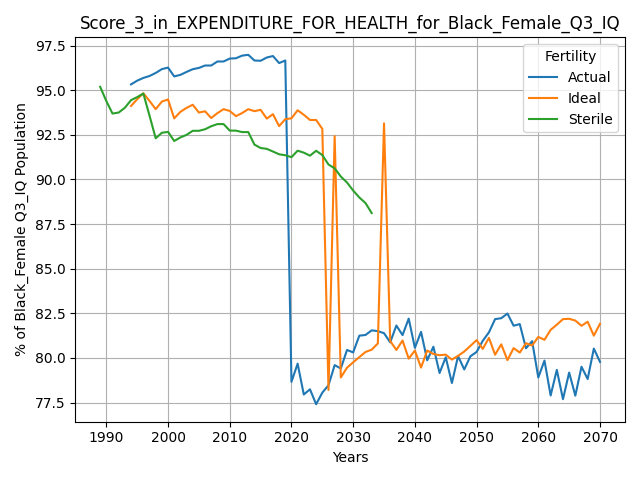 Score_3_in_EXPENDITURE_FOR_HEALTH_for_Black_Female_Q3_IQ
% of Black_Female Q3_IQ Population
97.5
95.0
92.5
90.0
87.5
85.0
82.5
80.0
77.5
Fertility
Actual
Ideal
Sterile
1990 2000 2010 2020 2030 2040 2050 2060 2070
Years